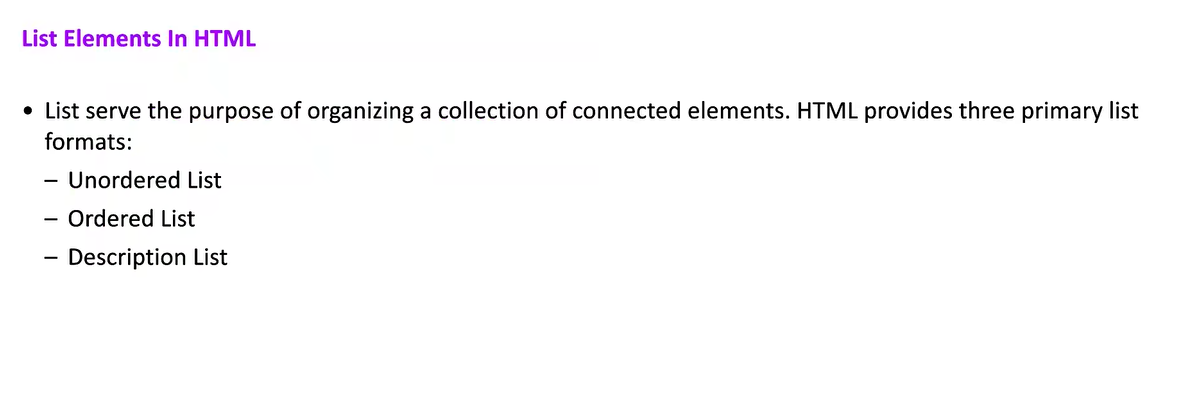 List Elements In HTML
• List serve the purpose of organizing a collection of connected elements. HTML provides three primary list
formats:
– Unordered List
– Ordered List
– Description List